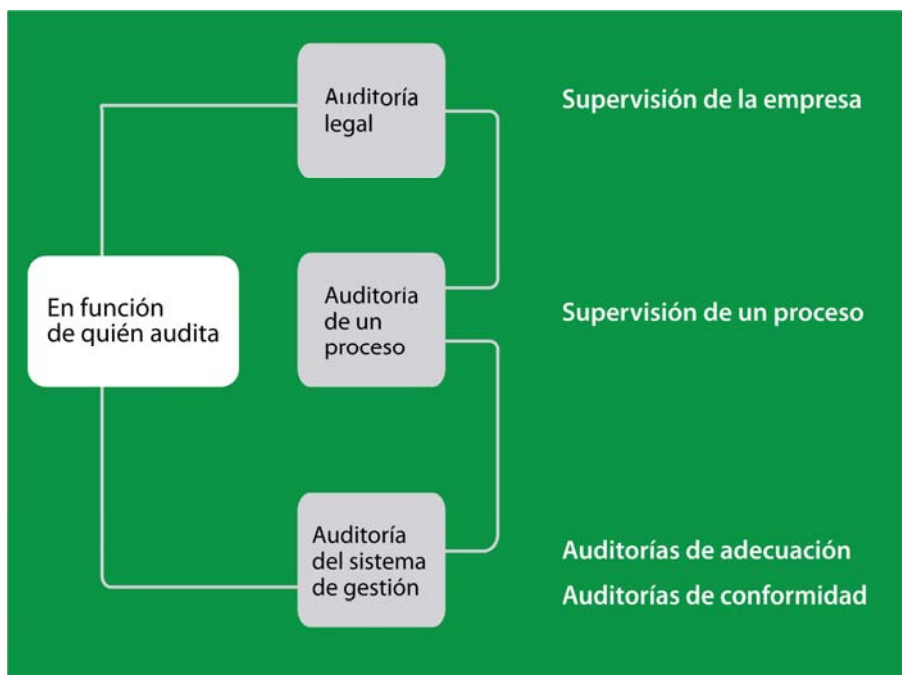 Auditoría
legal
Supervisión de la empresa
En función
de quién audita
Auditoría
de un
proceso
Supervisión de un proceso
Auditoría
del sistema
de gestión
Auditorías de adecuación
Auditorías de conformidad